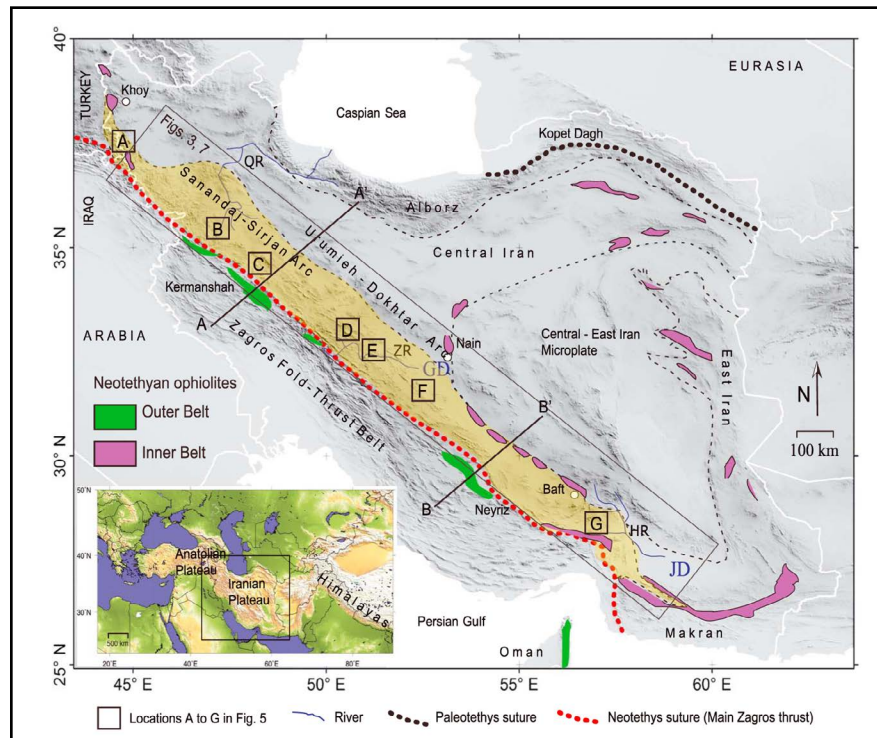 40°
EURASIA
TURKEY
Khoy
Caspian Sea
Kopet Dagh
A
Figs. 3, 7
QR
A'
Alborz
IRAQ
Sanandaj-Sirjan Arc
B
35° N
35° N
Urumieh - Dokhtar Arc
Central Iran
C
Kermanshah
A
ARABIA
D
E
ZR
GD
Nain
Central - East Iran
Microplate
East Iran
F
Zagros Fold-Thrust Belt
Neotethyan ophiolites
Outer Belt
Inner Belt
N
100 km
B'
30° N
30° N
Baft
B
Neyriz
G
HR
JD
50°N
40°N
30°N
Anatolian
Plateau
Iranian
Plateau
Himalayas
500 km
20°E
40°E
60°E
80°E
Persian Gulf
Makran
Oman
25° N
25° N
45° E
50° E
55° E
60° E
Locations A to G in Fig. 5
River
Paleotethys suture
Neotethys suture (Main Zagros thrust)